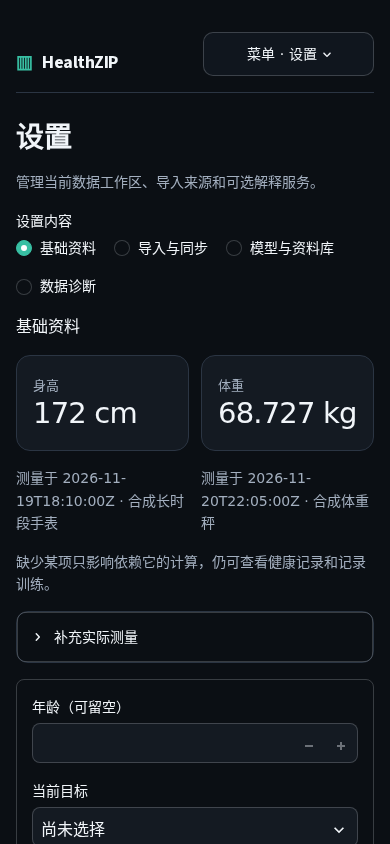 HealthZIP
菜单 · 设置
设置
管理当前数据工作区、导入来源和可选解释服务。
设置内容
基础资料
导入与同步
模型与资料库
数据诊断
基础资料
身高
172 cm
体重
68.727 kg
测量于 2026-11-
19T18:10:00Z · 合成长时
段手表
测量于 2026-11-
20T22:05:00Z · 合成体重
秤
缺少某项只影响依赖它的计算，仍可查看健康记录和记录
训练。
补充实际测量
年龄（可留空）
当前目标
尚未选择